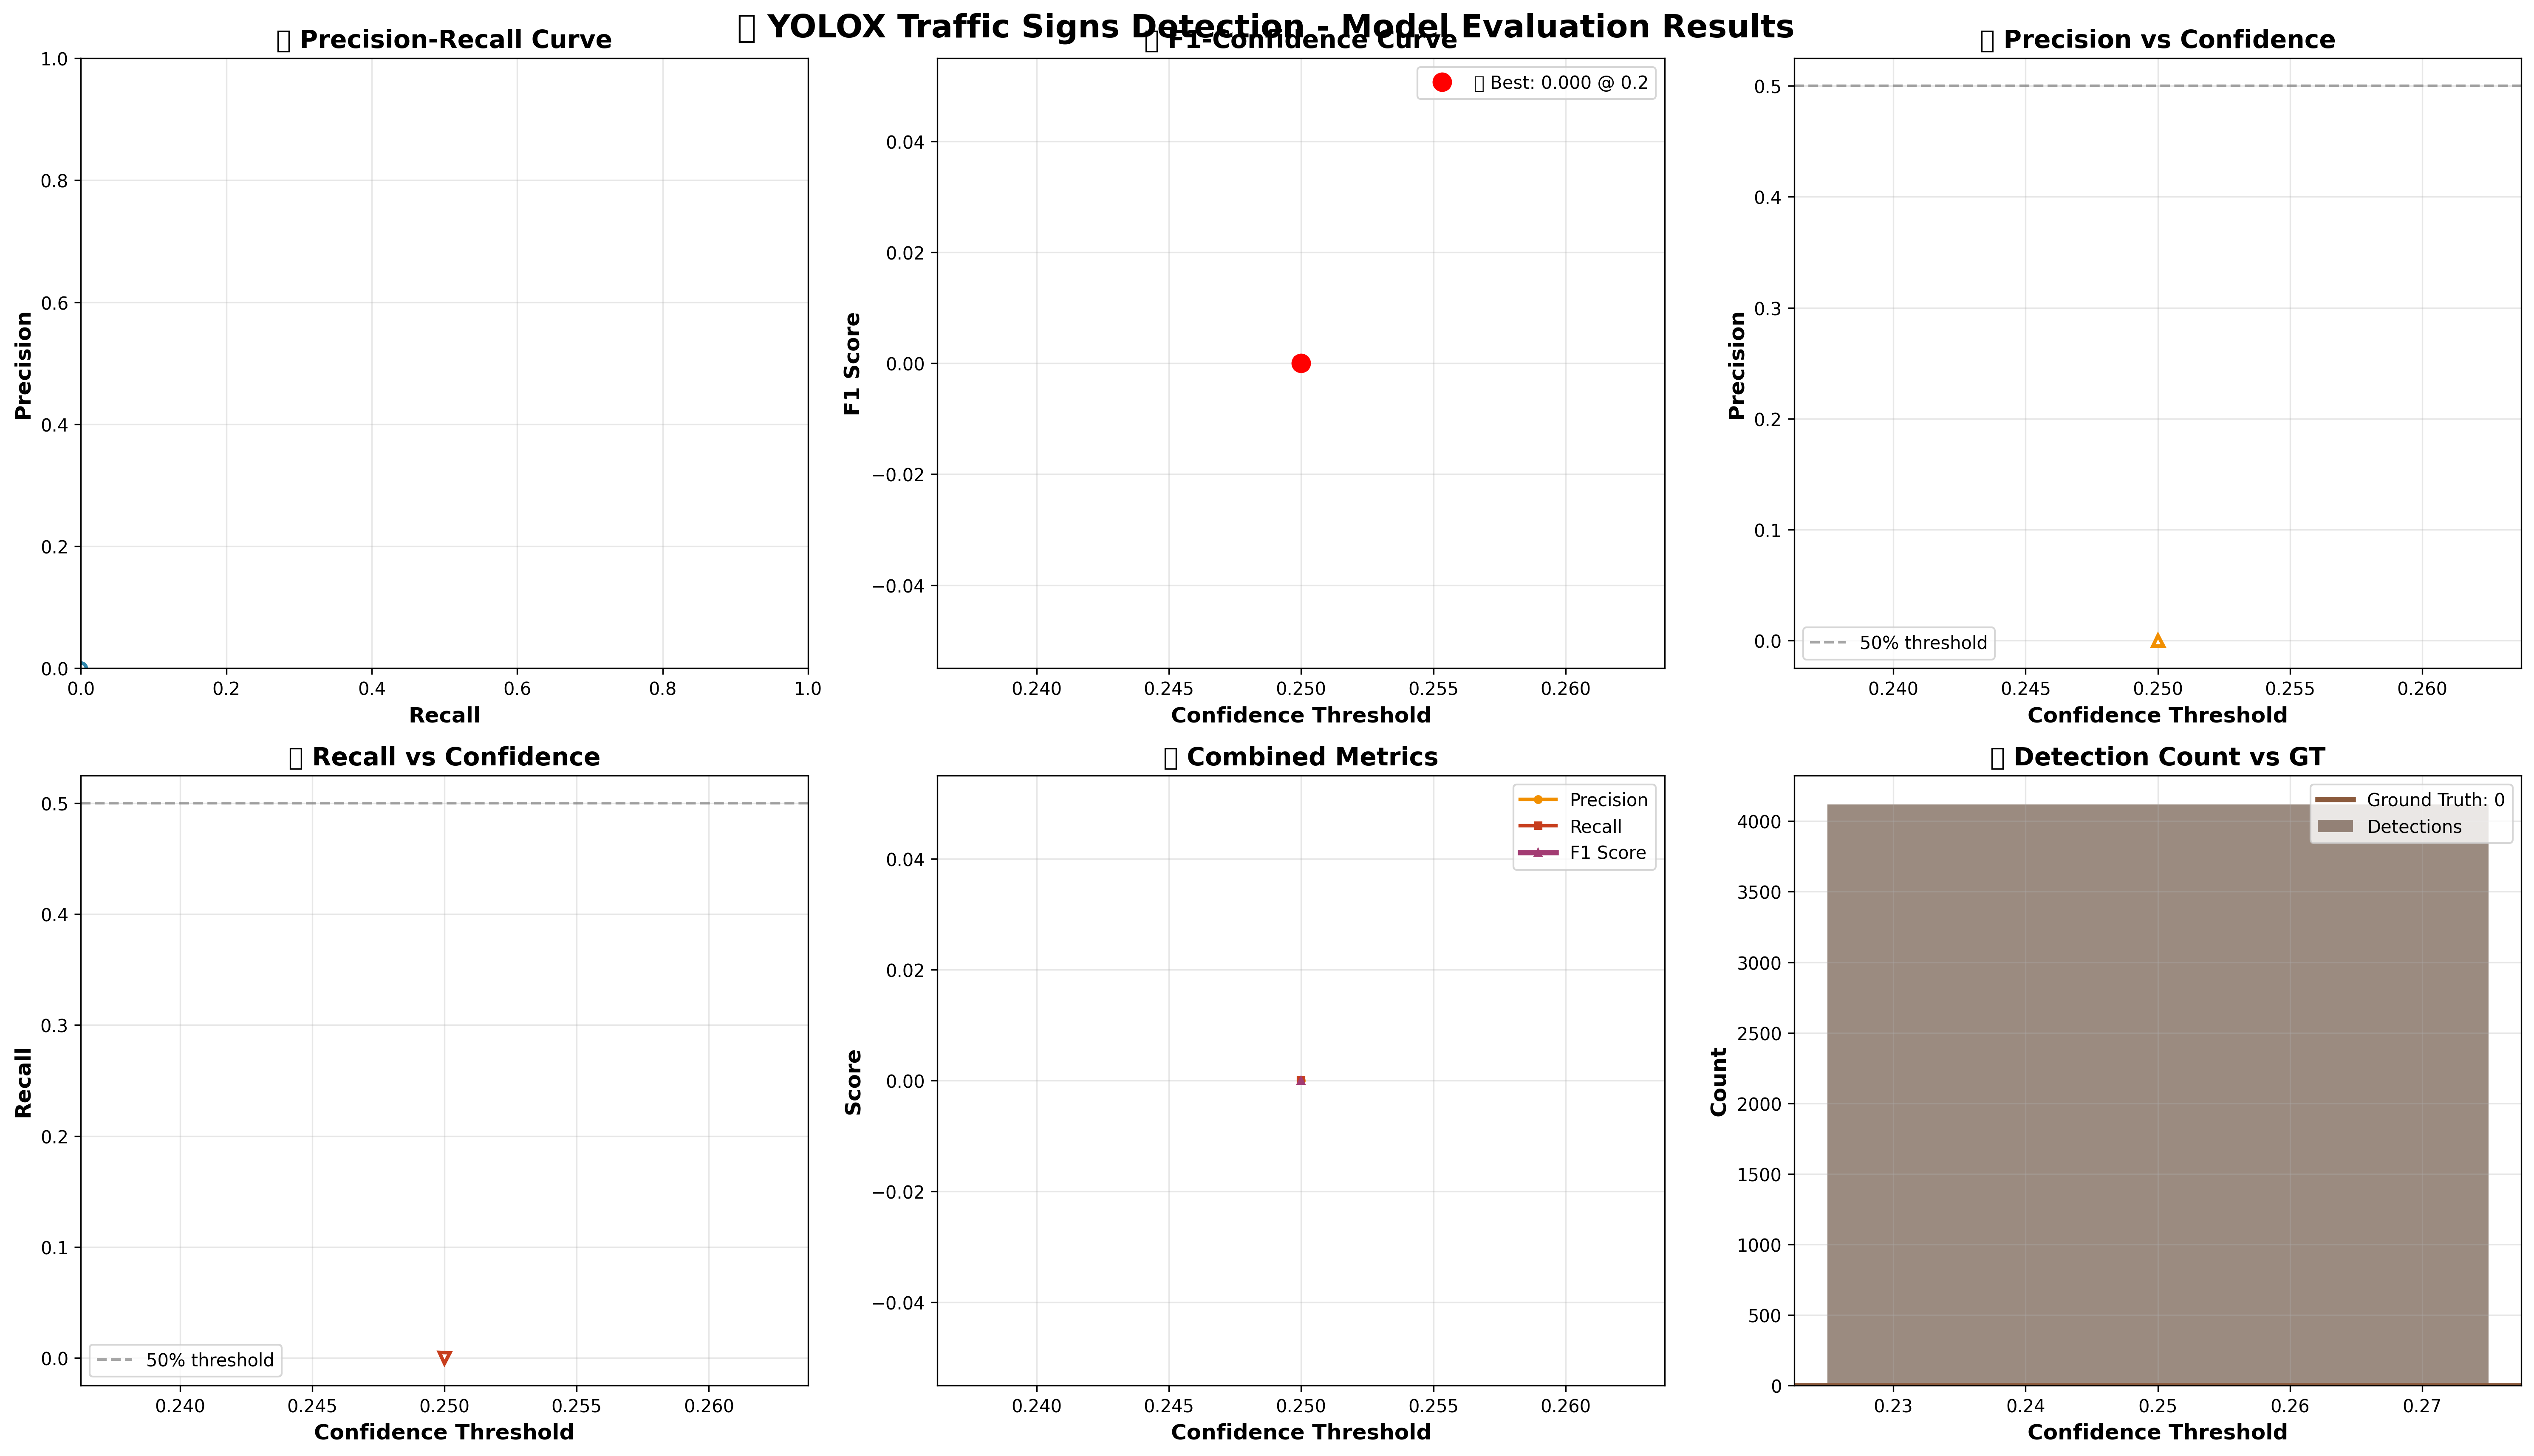 ▯ YOLOX Traffic Signs Detection - Model Evaluation Results
▯ Precision-Recall Curve
1.0
0.8
0.6
0.4
0.2
0.0
Precision
0.0 0.2 0.4 0.6 0.8 1.0
Recall
▯ F1-Confidence Curve
▯ Best: 0.000 @ 0.2
0.04
0.02
0.00
−0.02
−0.04
F1 Score
0.240 0.245 0.250 0.255 0.260
Confidence Threshold
▯ Precision vs Confidence
0.5
0.4
0.3
0.2
0.1
0.0
Precision
50% threshold
0.240 0.245 0.250 0.255 0.260
Confidence Threshold
▯ Recall vs Confidence
0.5
0.4
0.3
0.2
0.1
0.0
Recall
50% threshold
0.240 0.245 0.250 0.255 0.260
Confidence Threshold
▯ Combined Metrics
Precision
Recall
F1 Score
0.04
0.02
0.00
−0.02
−0.04
Score
0.240 0.245 0.250 0.255 0.260
Confidence Threshold
▯ Detection Count vs GT
Ground Truth: 0
Detections
4000
3500
3000
2500
2000
1500
1000
500
0
Count
0.23 0.24 0.25 0.26 0.27
Confidence Threshold